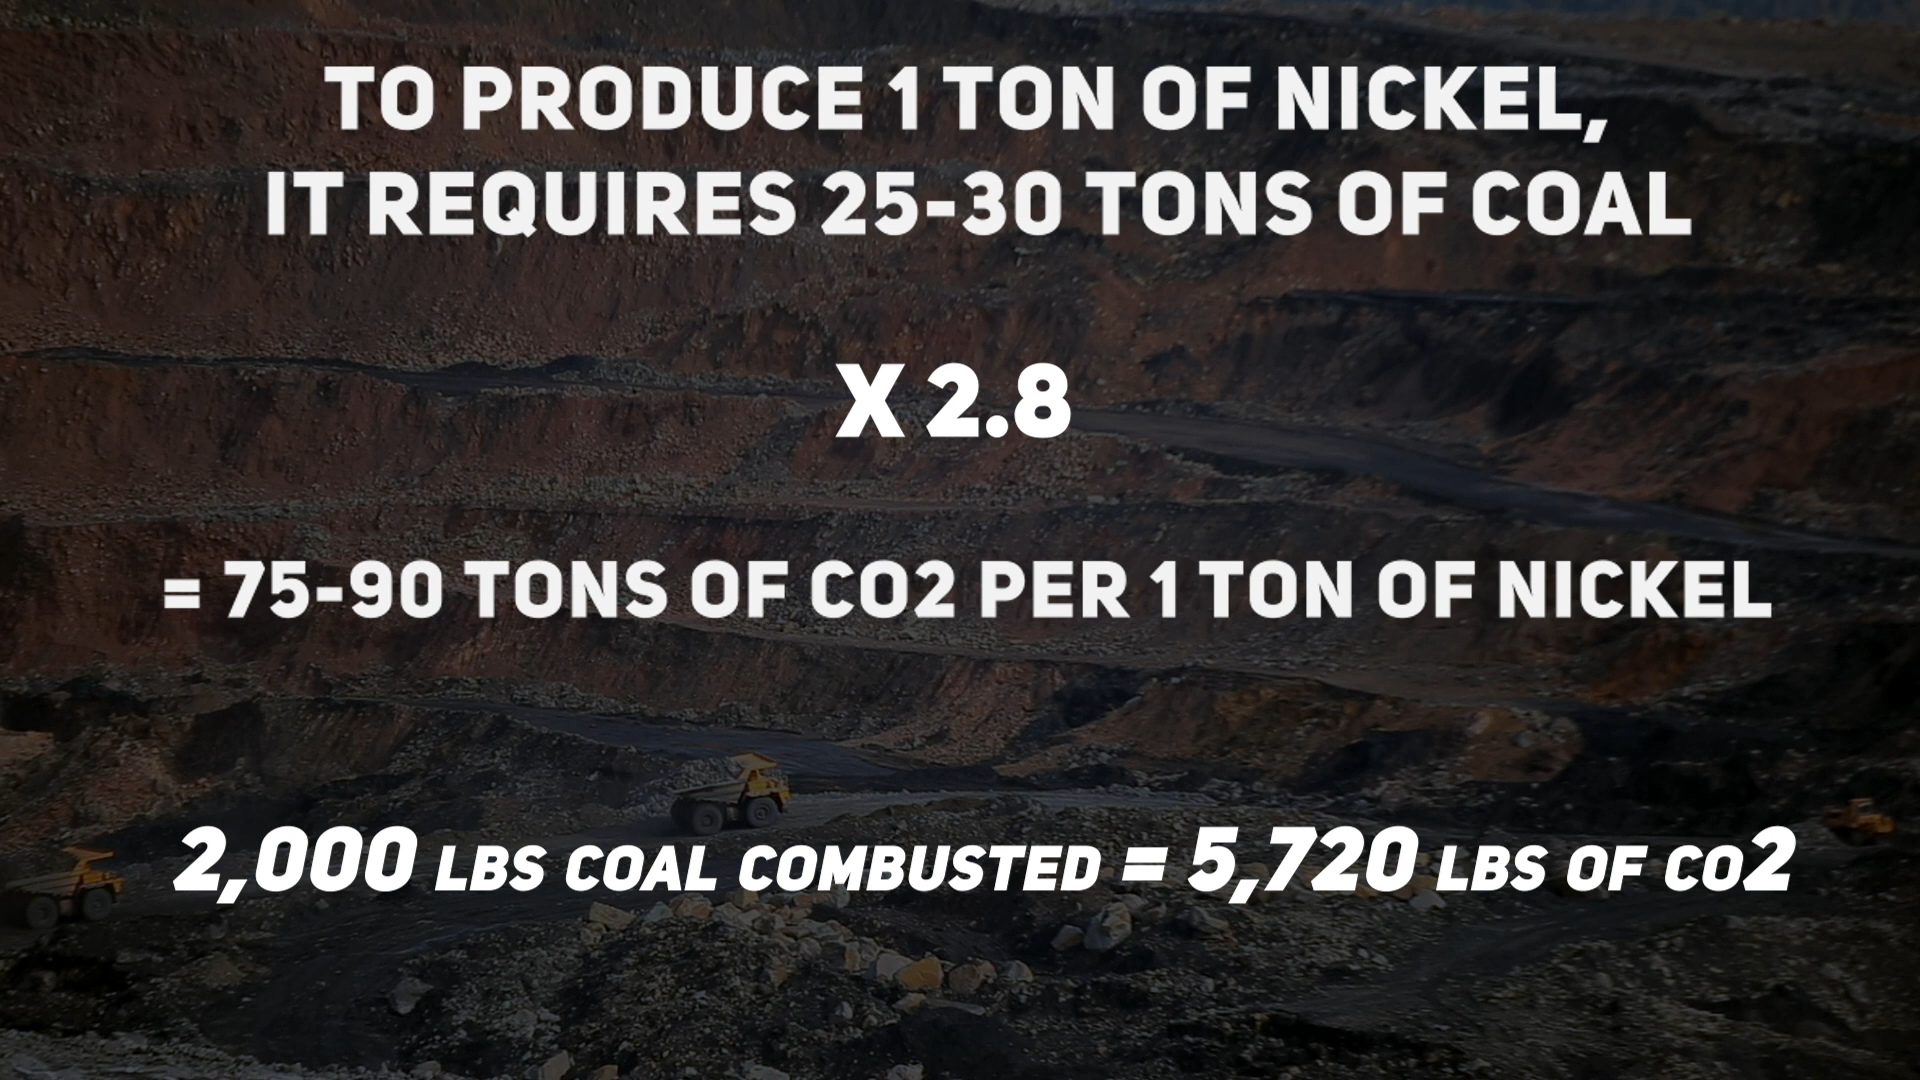 TO PRODUCE 1 TON OF NICKEL,
IT REQUIRES 25-30 TONS OF COAL
X 2.8
= 75-90 TONS OF CO2 PER 1 TON OF NICKEL
2,000 LBS COAL COMBUSTED = 5,720 LBS OF CO2